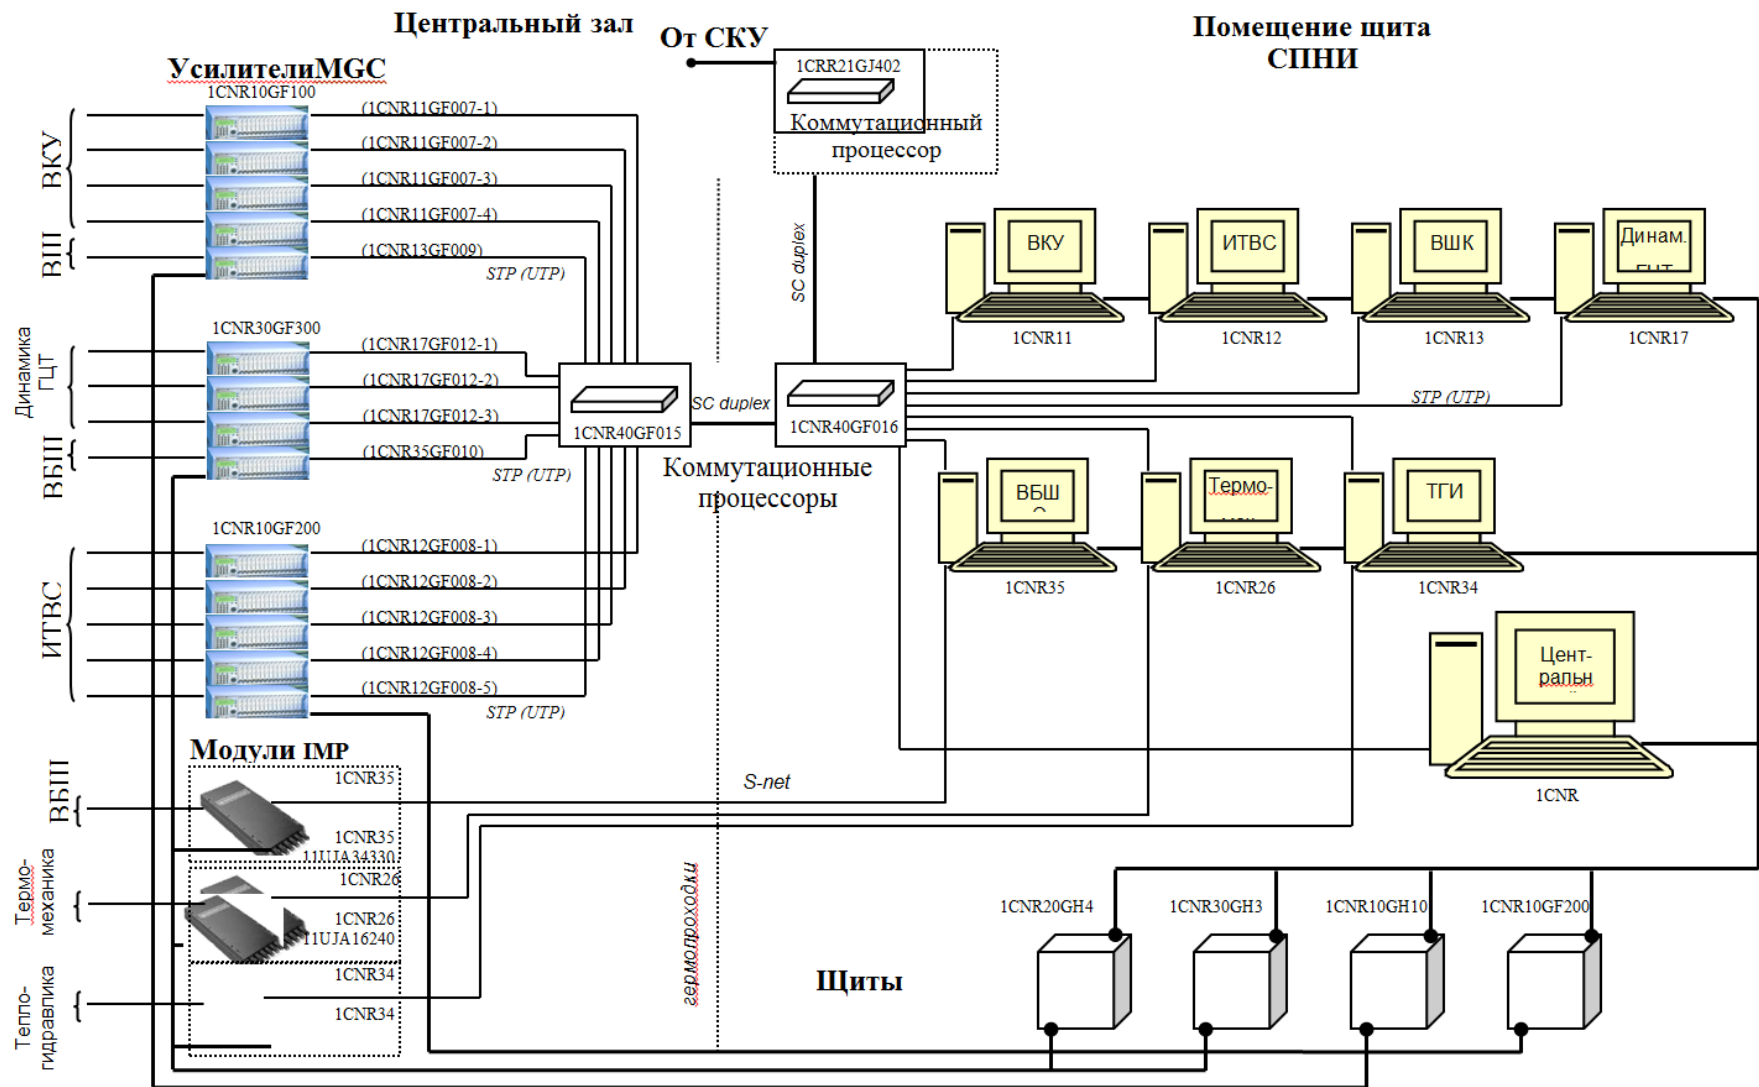 Центральный зал
От СКУ
Помещение щита
СПНИ
УсилителиMGC
1CNR10GF100
1CRR21GJ402
Коммутационный
процессор
ВКУ
(1CNR11GF007-1)
(1CNR11GF007-2)
(1CNR11GF007-3)
(1CNR11GF007-4)
ВШ
(1CNR13GF009)
STP (UTP)
SC duplex
ВКУ
ИТВС
ВШК
Динам.
1CNR11
1CNR12
1CNR13
1CNR17
1CNR30GF300
Динамика
ГЦТ
(1CNR17GF012-1)
(1CNR17GF012-2)
(1CNR17GF012-3)
ВБШ
(1CNR35GF010)
STP (UTP)
1CNR40GF015
SC duplex
1CNR40GF016
STP (UTP)
Коммутационные
процессоры
ВБШ
Термо-
ТГИ
1CNR35
1CNR26
1CNR34
1CNR10GF200
ИТВС
(1CNR12GF008-1)
(1CNR12GF008-2)
(1CNR12GF008-3)
(1CNR12GF008-4)
(1CNR12GF008-5)
STP (UTP)
Цент-
ральн
1CNR
Модули IMP
ВБШ
1CNR35
1CNR35
11UJA34330
S-net
Термо-
механика
1CNR26
1CNR26
11UJA16240
Тепло-
гидравлика
1CNR34
1CNR34
гермопроходки
Щиты
1CNR20GH4
1CNR30GH3
1CNR10GH10
1CNR10GF200